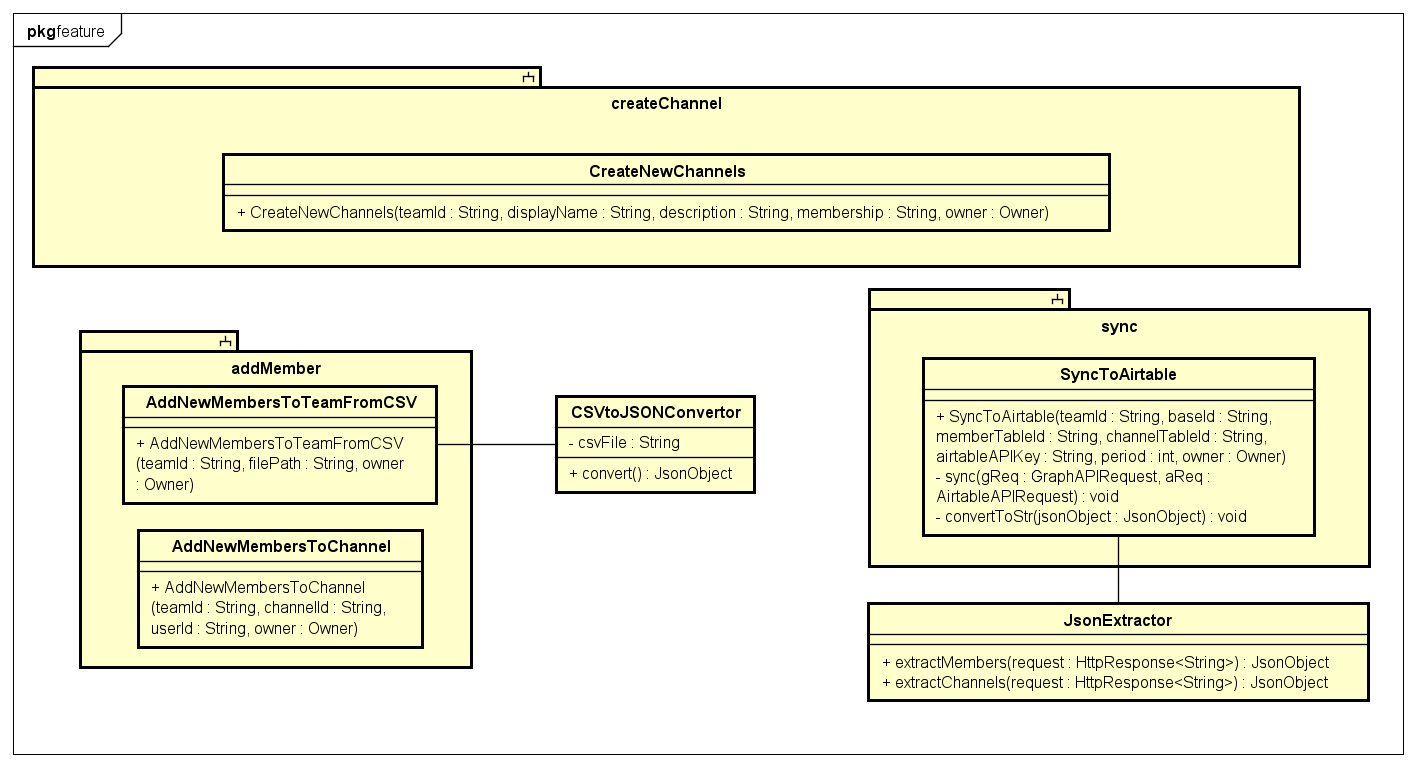 pkg feature
createChannel
CreateNewChannels
+ CreateNewChannels(teamId : String, displayName : String, description : String, membership : String, owner : Owner)
addMember
AddNewMembersToTeamFromCSV
+ AddNewMembersToTeamFromCSV
(teamId : String, filePath : String, owner
: Owner)
AddNewMembersToChannel
+ AddNewMembersToChannel
(teamId : String, channelId : String,
userId : String, owner : Owner)
CSVtoJSONConvertor
- csvFile : String
+ convert() : JsonObject
sync
SyncToAirtable
+ SyncToAirtable(teamId : String, baseId : String,
memberTableId : String, channelTableId : String,
airtableAPIKey : String, period : int, owner : Owner)
- sync(gReq : GraphAPIRequest, aReq :
AirtableAPIRequest) : void
- convertToStr(jsonObject : JsonObject) : void
JsonExtractor
+ extractMembers(request : HttpResponse<String>) : JsonObject
+ extractChannels(request : HttpResponse<String>) : JsonObject